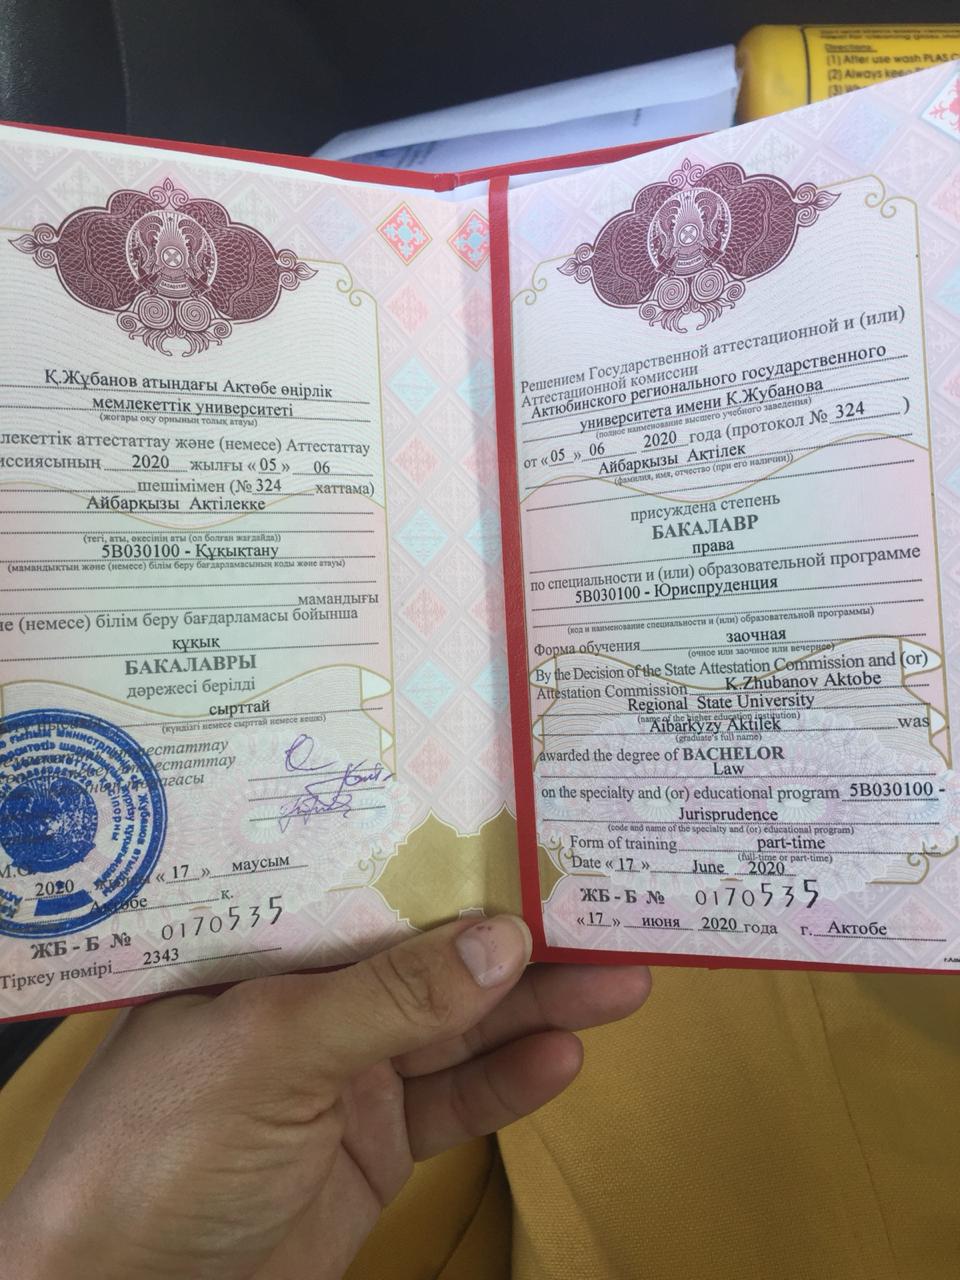 Directions:
(1) After use wash PLAS
(2) Always keep
(3)
ҚАЗАҚСТАН
Қ.Жұбанов атындағы Ақтөбе өңірлік
мемлекеттік университеті
(жоғары оқу орнының толық атауы)
лекеттік аттестаттау және (немесе) Аттестаттау
иссиясының 2020 жылғы «05» 06
шешімімен (№ 324 хаттама)
Айбарқызы Ақтілекке
(тегі, аты, әкесінің аты (ол болған жағдайда))
5В030100 - Құқықтану
(мамандықтың және (немесе) білім беру бағдарламасының коды және атауы)
мамандығы
не (немесе) білім беру бағдарламасы бойынша
құқық
БАКАЛАВРЫ
дәрежесі берілді
сырттай
(күндізгі немесе сырттай немесе кешкі)
аттестаттау
аттестаттау
2020 «17» маусым
Ақтөбе қ.
ЖБ - Б № 0170535
Тіркеу нөмірі 2343
ҚАЗАҚСТАН
Решением Государственной аттестационной и (или)
Аттестационной комиссии
Актюбинского регионального государственного
университета имени К.Жубанова
(полное наименование высшего учебного заведения)
от «05» 06 2020 года (протокол № 324 )
Айбарқызы Ақтілек
(фамилия, имя, отчество (при его наличии))
присуждена степень
БАКАЛАВР
права
по специальности и (или) образовательной программе
5В030100 - Юриспруденция
(код и наименование специальности и (или) образовательной программы)
Форма обучения заочная
(очное или заочное или вечернее)
By the Decision of the State Attestation Commission and (or)
Attestation Commission K.Zhubanov Aktobe
Regional State University
(name of the higher education institution)
Aibarkyzy Aktilek was
(graduate's full name)
awarded the degree of BACHELOR
Law
on the specialty and (or) educational program 5B030100 -
Jurisprudence
(code and name of the specialty and (or) educational program)
Form of training part-time
(full-time or part-time)
Date «17» June 2020
ЖБ - Б № 0170535
«17» июня 2020 года г. Актобе